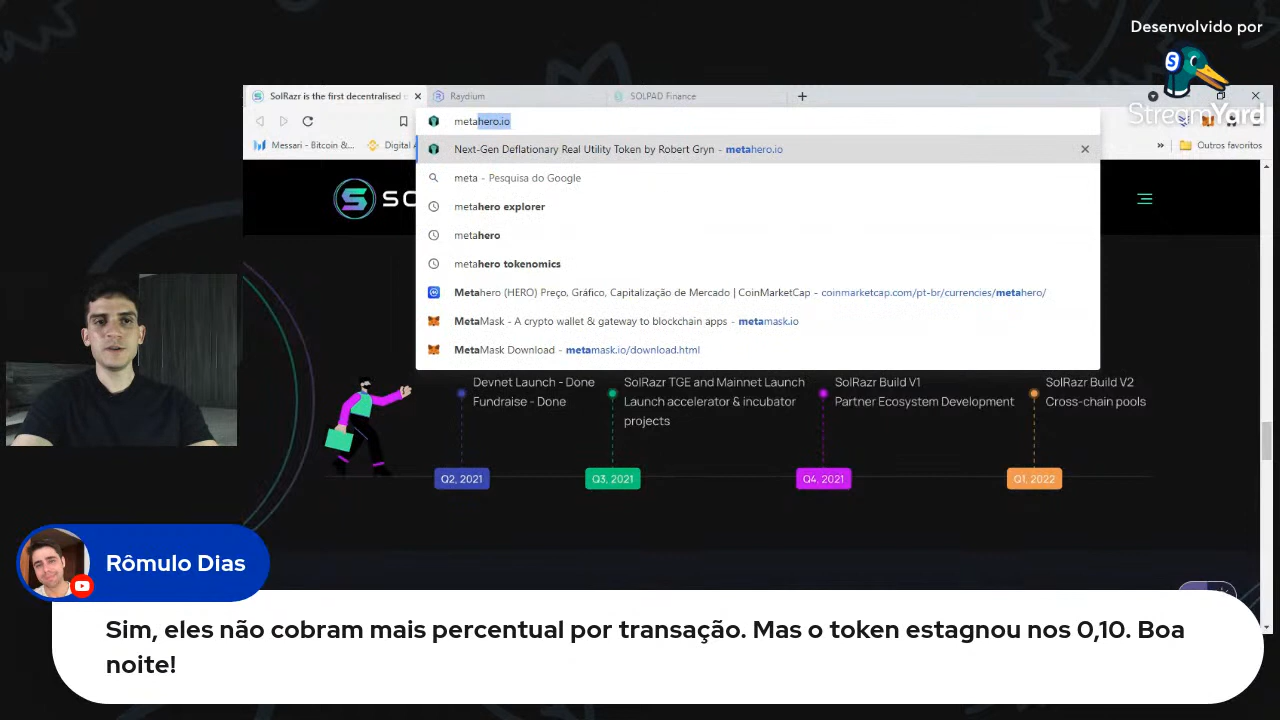 Desenvolvido por
StreamYard
SolRazr is the first decentralised
Raydium
SOLPAD Finance
metahero.io
Messari - Bitcoin &...
Digital
Outros favoritos
Next-Gen Deflationary Real Utility Token by Robert Gryn - metahero.io
meta - Pesquisa do Google
metahero explorer
metahero
metahero tokenomics
Metahero (HERO) Preço, Gráfico, Capitalização de Mercado | CoinMarketCap - coinmarketcap.com/pt-br/currencies/metahero/
MetaMask - A crypto wallet & gateway to blockchain apps - metamask.io
MetaMask Download - metamask.io/download.html
Devnet Launch - Done
Fundraise - Done
SolRazr TGE and Mainnet Launch
Launch accelerator & incubator
projects
SolRazr Build V1
Partner Ecosystem Development
SolRazr Build V2
Cross-chain pools
Q2, 2021
Q3, 2021
Q4, 2021
Q1, 2022
Rômulo Dias
Sim, eles não cobram mais percentual por transação. Mas o token estagnou nos 0,10. Boa
noite!